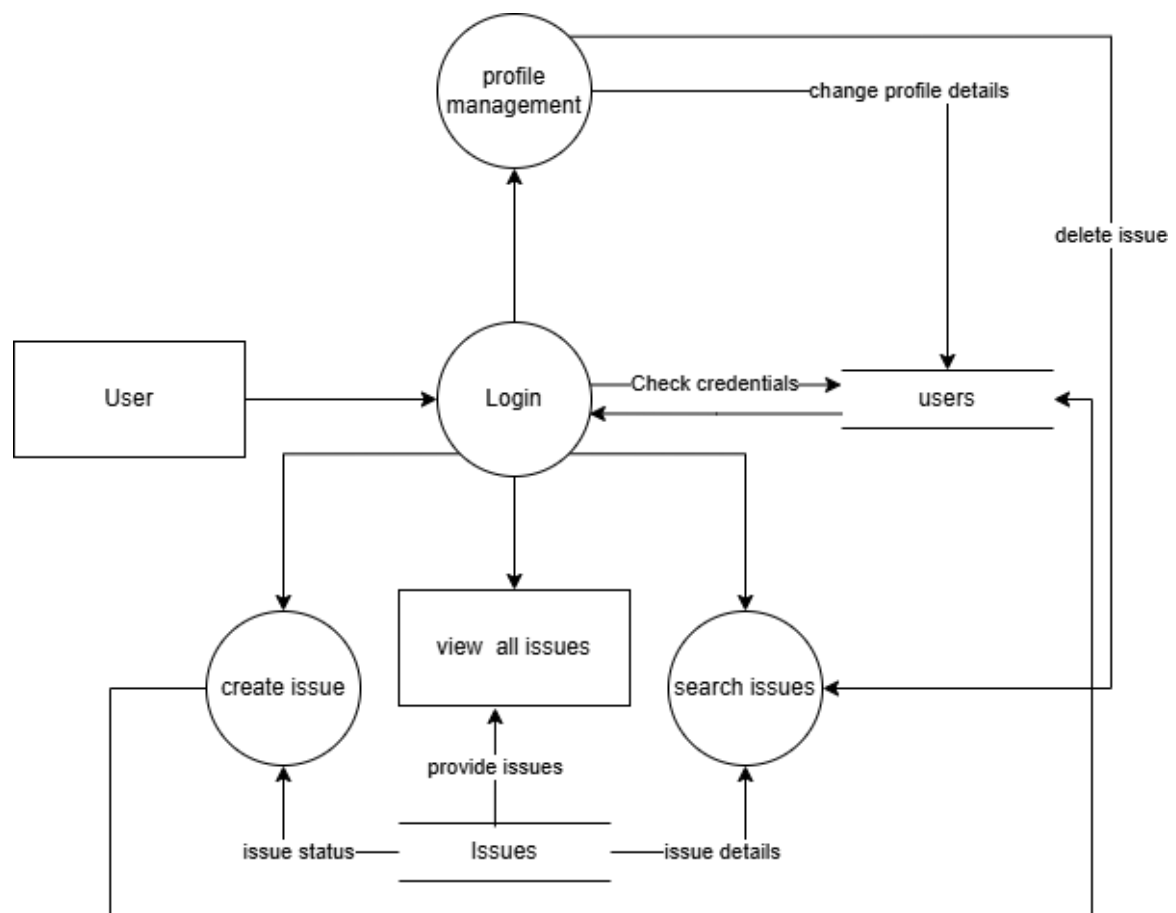 profile
management
change profile details
delete issue
User
Login
Check credentials
users
view  all issues
create issue
search issues
provide issues
issue status
Issues
issue details